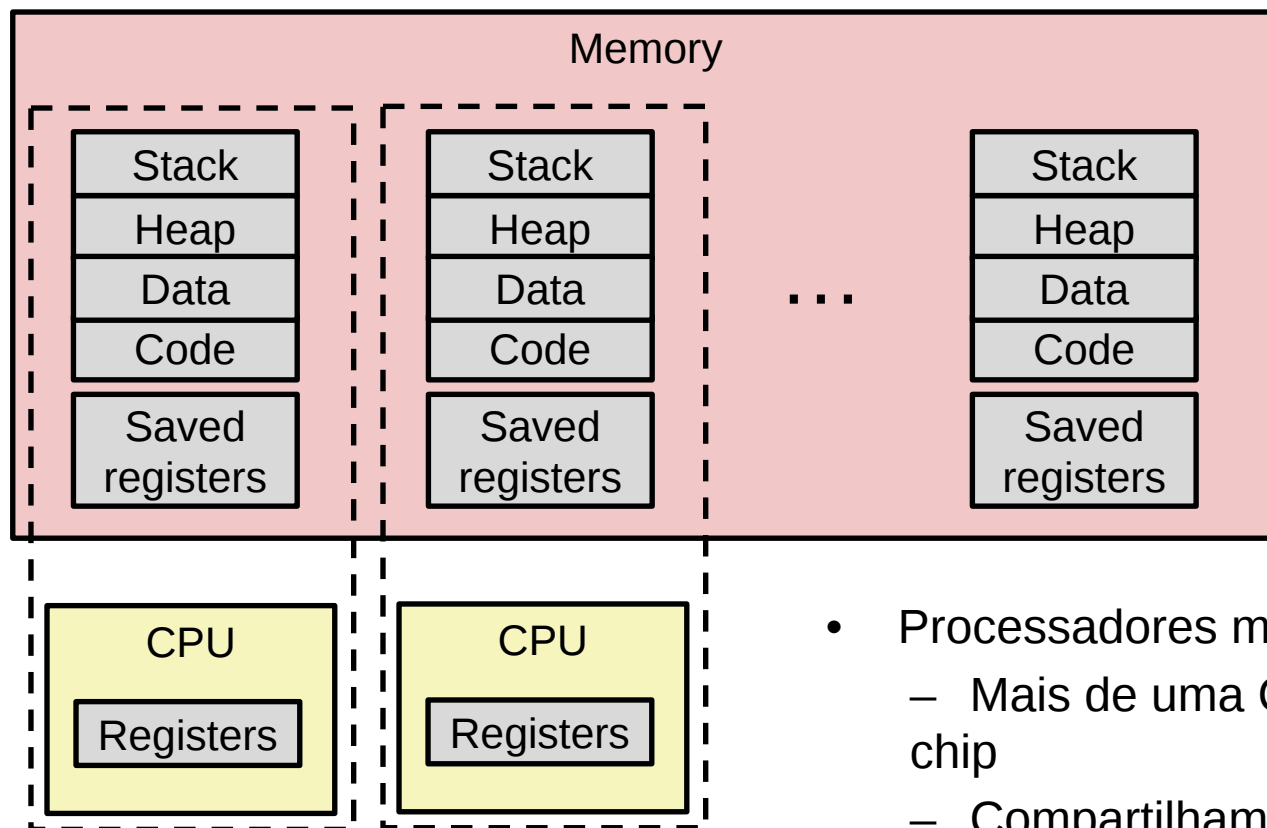 Memory
Stack
Heap
Data
Code
Saved
registers
Stack
Heap
Data
Code
Saved
registers
...
Stack
Heap
Data
Code
Saved
registers
CPU
Registers
CPU
Registers
• Processadores
– Mais de uma
chip
– Compartilham